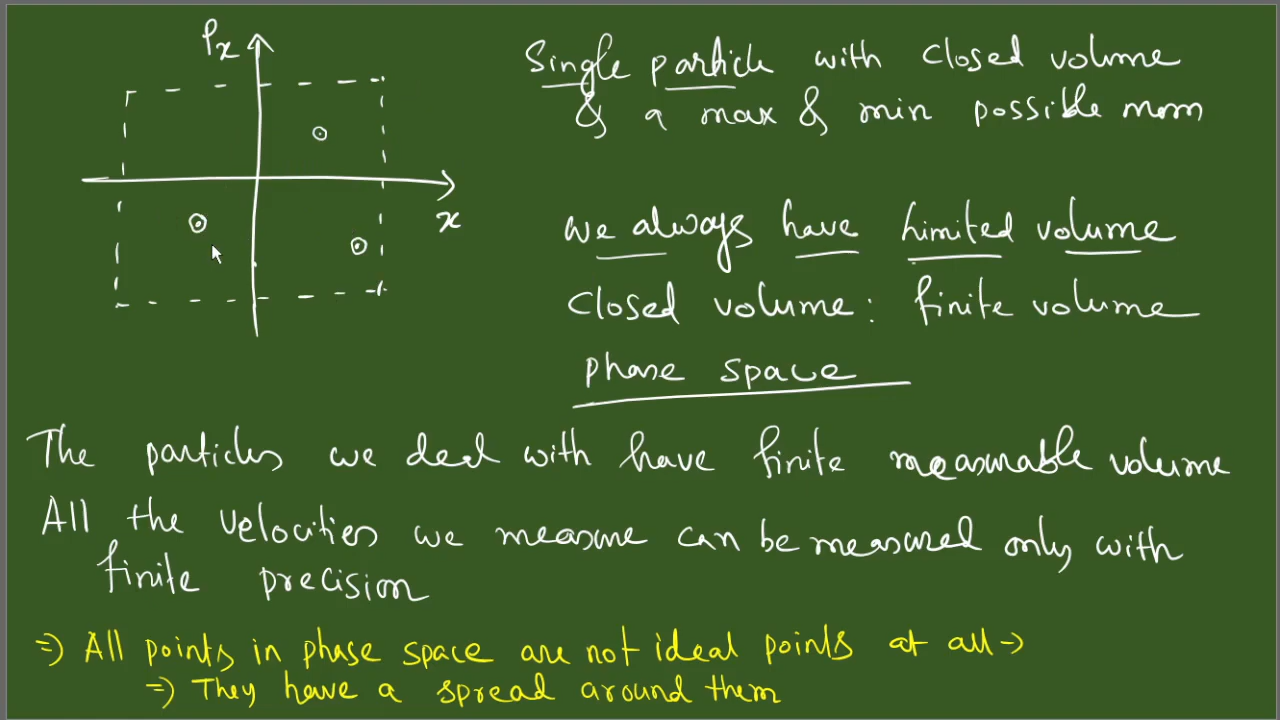 Px
x
Single particle with closed volume
& a max & min possible mom
we always have limited volume
closed volume: finite volume
phase space
The particles we deal with have finite measurable volume
All the velocities we measure can be measured only with
finite precision
=) All points in phase space are not ideal points at all →
=) They have a spread around them